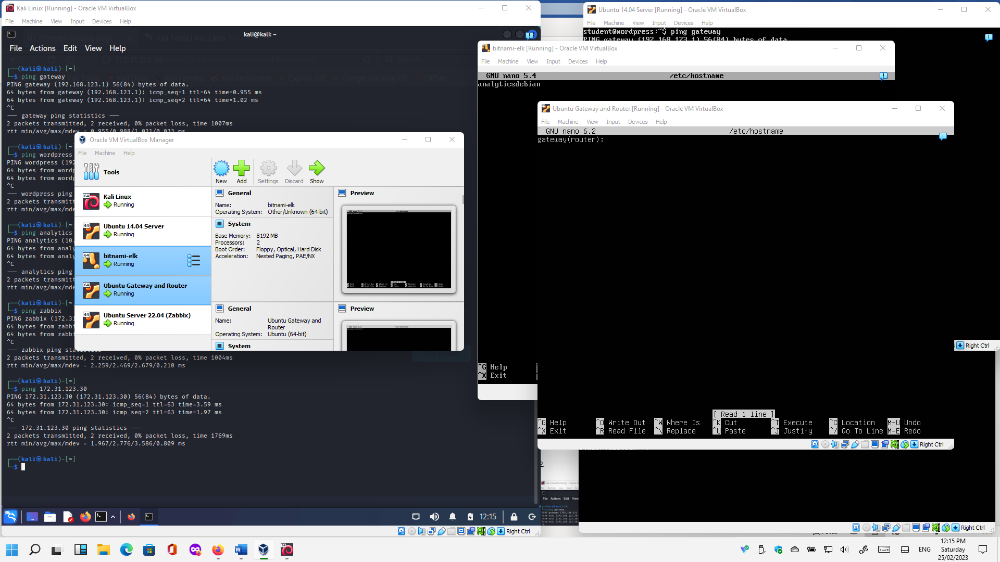 Kali Linux [Running] - Oracle VM VirtualBox
File Machine View Input Devices Help
kali@kali: ~
File Actions Edit View Help
┌──(kali㉿kali)-[~]
└─$ ping gateway
PING gateway (192.168.123.1) 56(84) bytes of data.
64 bytes from gateway (192.168.123.1): icmp_seq=1 ttl=64 time=0.955 ms
64 bytes from gateway (192.168.123.1): icmp_seq=2 ttl=64 time=1.02 ms
^C
--- gateway ping statistics ---
2 packets transmitted, 2 received, 0% packet loss, time 1007ms
rtt min/avg/max/mdev = 0.955/0.988/1.021/0.033 ms
┌──(kali㉿kali)-[~]
└─$ ping wordpress
PING wordpress (192
64 bytes from wordp
64 bytes from wordp
^C
--- wordpress ping
2 packets transmitt
rtt min/avg/max/mde
┌──(kali㉿kali)-[~]
└─$ ping analytics
PING analytics (10.
64 bytes from analy
64 bytes from analy
^C
--- analytics ping
2 packets transmitt
rtt min/avg/max/mde
┌──(kali㉿kali)-[~]
└─$ ping zabbix
PING zabbix (172.31
64 bytes from zabbi
64 bytes from zabbi
^C
--- zabbix ping statistics ---
2 packets transmitted, 2 received, 0% packet loss, time 1004ms
rtt min/avg/max/mdev = 2.259/2.469/2.679/0.210 ms
┌──(kali㉿kali)-[~]
└─$ ping 172.31.123.30
PING 172.31.123.30 (172.31.123.30) 56(84) bytes of data.
64 bytes from 172.31.123.30: icmp_seq=1 ttl=63 time=3.59 ms
64 bytes from 172.31.123.30: icmp_seq=2 ttl=63 time=1.97 ms
^C
--- 172.31.123.30 ping statistics ---
2 packets transmitted, 2 received, 0% packet loss, time 1769ms
rtt min/avg/max/mdev = 1.967/2.776/3.586/0.809 ms
┌──(kali㉿kali)-[~]
└─$
12:15
Right Ctrl
Oracle VM VirtualBox Manager
File Machine Help
Tools
New Add Settings Discard Show
Kali Linux
Running
Ubuntu 14.04 Server
Running
bitnami-elk
Running
Ubuntu Gateway and Router
Running
Ubuntu Server 22.04 (Zabbix)
Running
General
Name: bitnami-elk
Operating System: Other/Unknown (64-bit)
System
Base Memory: 8192 MB
Processors: 2
Boot Order: Floppy, Optical, Hard Disk
Acceleration: Nested Paging, PAE/NX
Preview
General
Name: Ubuntu Gateway and Router
Operating System: Ubuntu (64-bit)
System
Preview
Ubuntu 14.04 Server [Running] - Oracle VM VirtualBox
File Machine View Input Devices Help
student@wordpress:~$ ping gateway
PING gateway (192.168.123.1) 56(84) bytes of data.
bitnami-elk [Running] - Oracle VM VirtualBox
File Machine View Input Devices Help
GNU nano 5.4 /etc/hostname
analyticsdebian
^G Help
^X Exit
Ubuntu Gateway and Router [Running] - Oracle VM VirtualBox
File Machine View Input Devices Help
GNU nano 6.2 /etc/hostname
gateway(router):
[ Read 1 line ]
^G Help ^O Write Out ^W Where Is ^K Cut ^T Execute ^C Location M-U Undo
^X Exit ^R Read File ^\ Replace ^U Paste ^J Justify ^/ Go To Line M-E Redo
Right Ctrl
Right Ctrl
Right Ctrl
2.
File Actions Edit View
ENG
12:15 PM
Saturday
25/02/2023